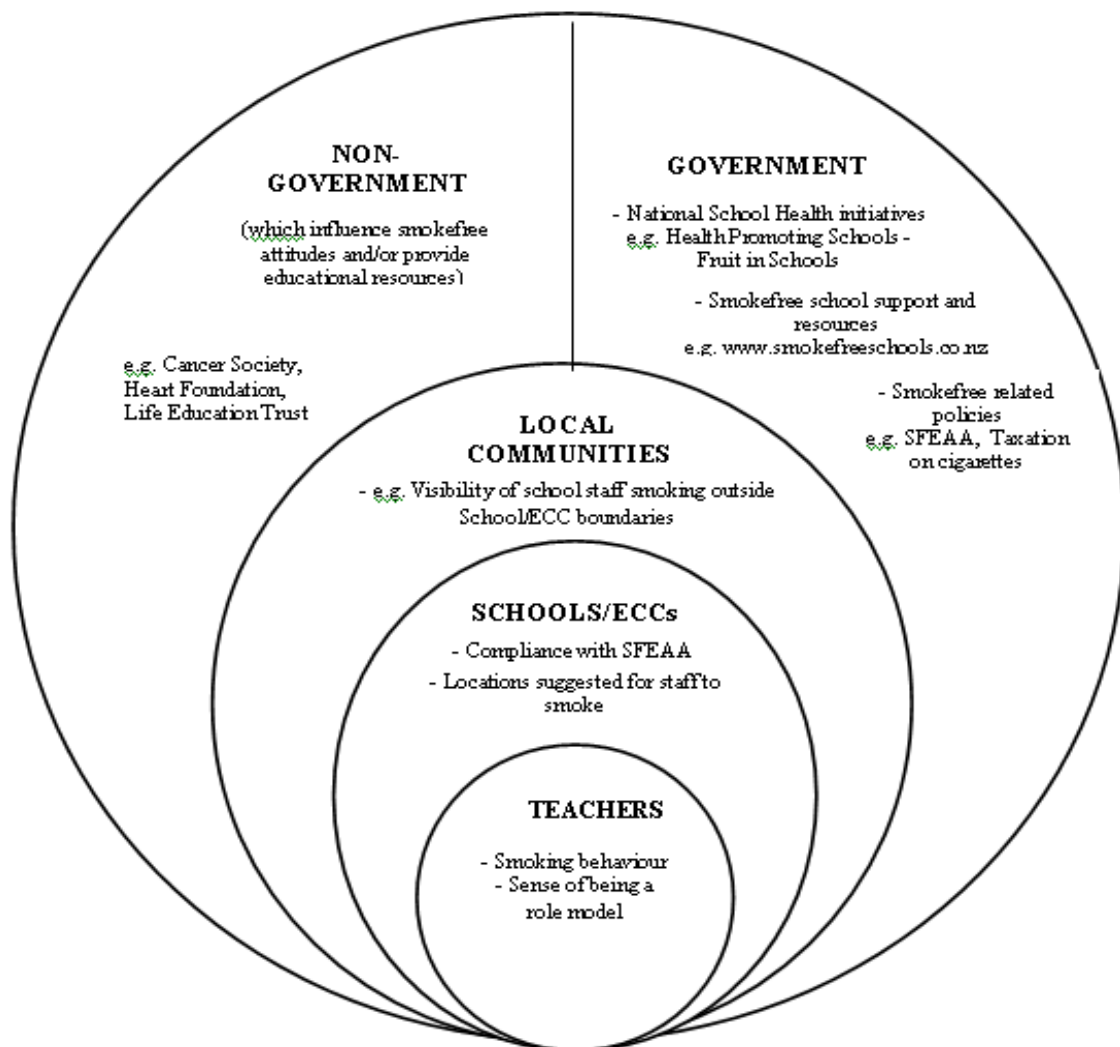 NON-
GOVERNMENT
(which influence smokefree
attitudes and/or provide
educational resources)
e.g. Cancer Society,
Heart Foundation,
Life Education Trust
GOVERNMENT
- National School Health initiatives
e.g. Health Promoting Schools -
Fruit in Schools
- Smokefree school support and
resources
e.g. www.smokefreeschools.co.nz
- Smokefree related
policies
e.g. SFEAA, Taxation
on cigarettes
LOCAL
COMMUNITIES
- e.g. Visibility of school staff smoking outside
School/ECC boundaries
SCHOOLS/ECCs
- Compliance with SFEAA
- Locations suggested for staff to
smoke
TEACHERS
- Smoking behaviour
- Sense of being a
role model